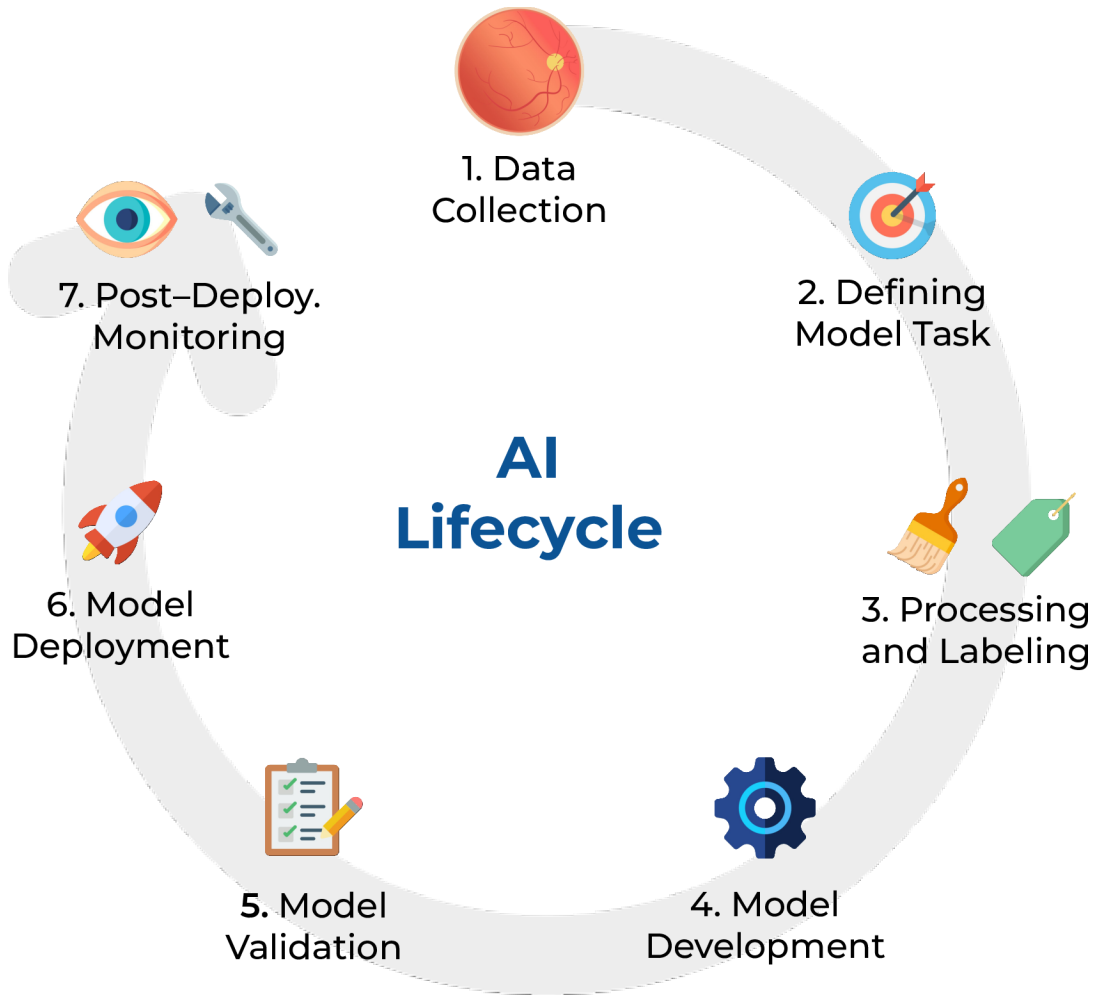 1. Data
Collection
2. Defining
Model Task
3. Processing
and Labeling
4. Model
Development
5. Model
Validation
6. Model
Deployment
7. Post–Deploy.
Monitoring
AI
Lifecycle